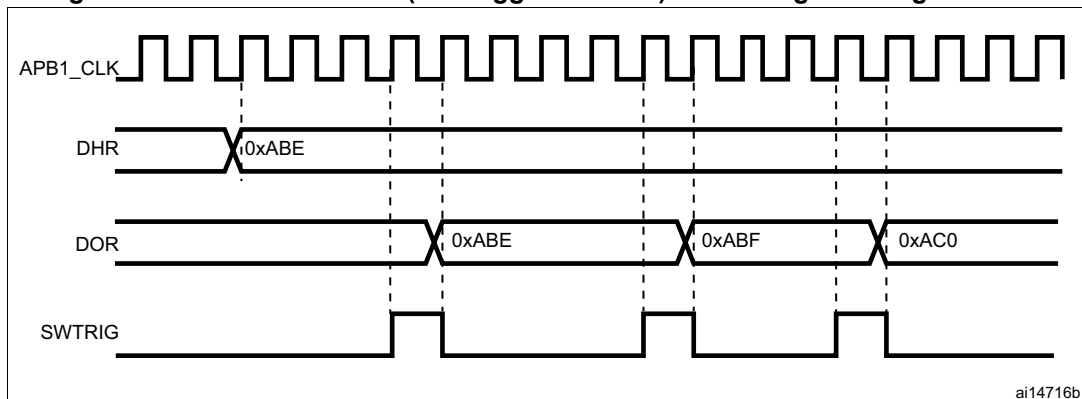 APB1_CLK
DHR
0xABE
DOR
0xABE
0xABF
0xAC0
SWTRIG
ai14716b